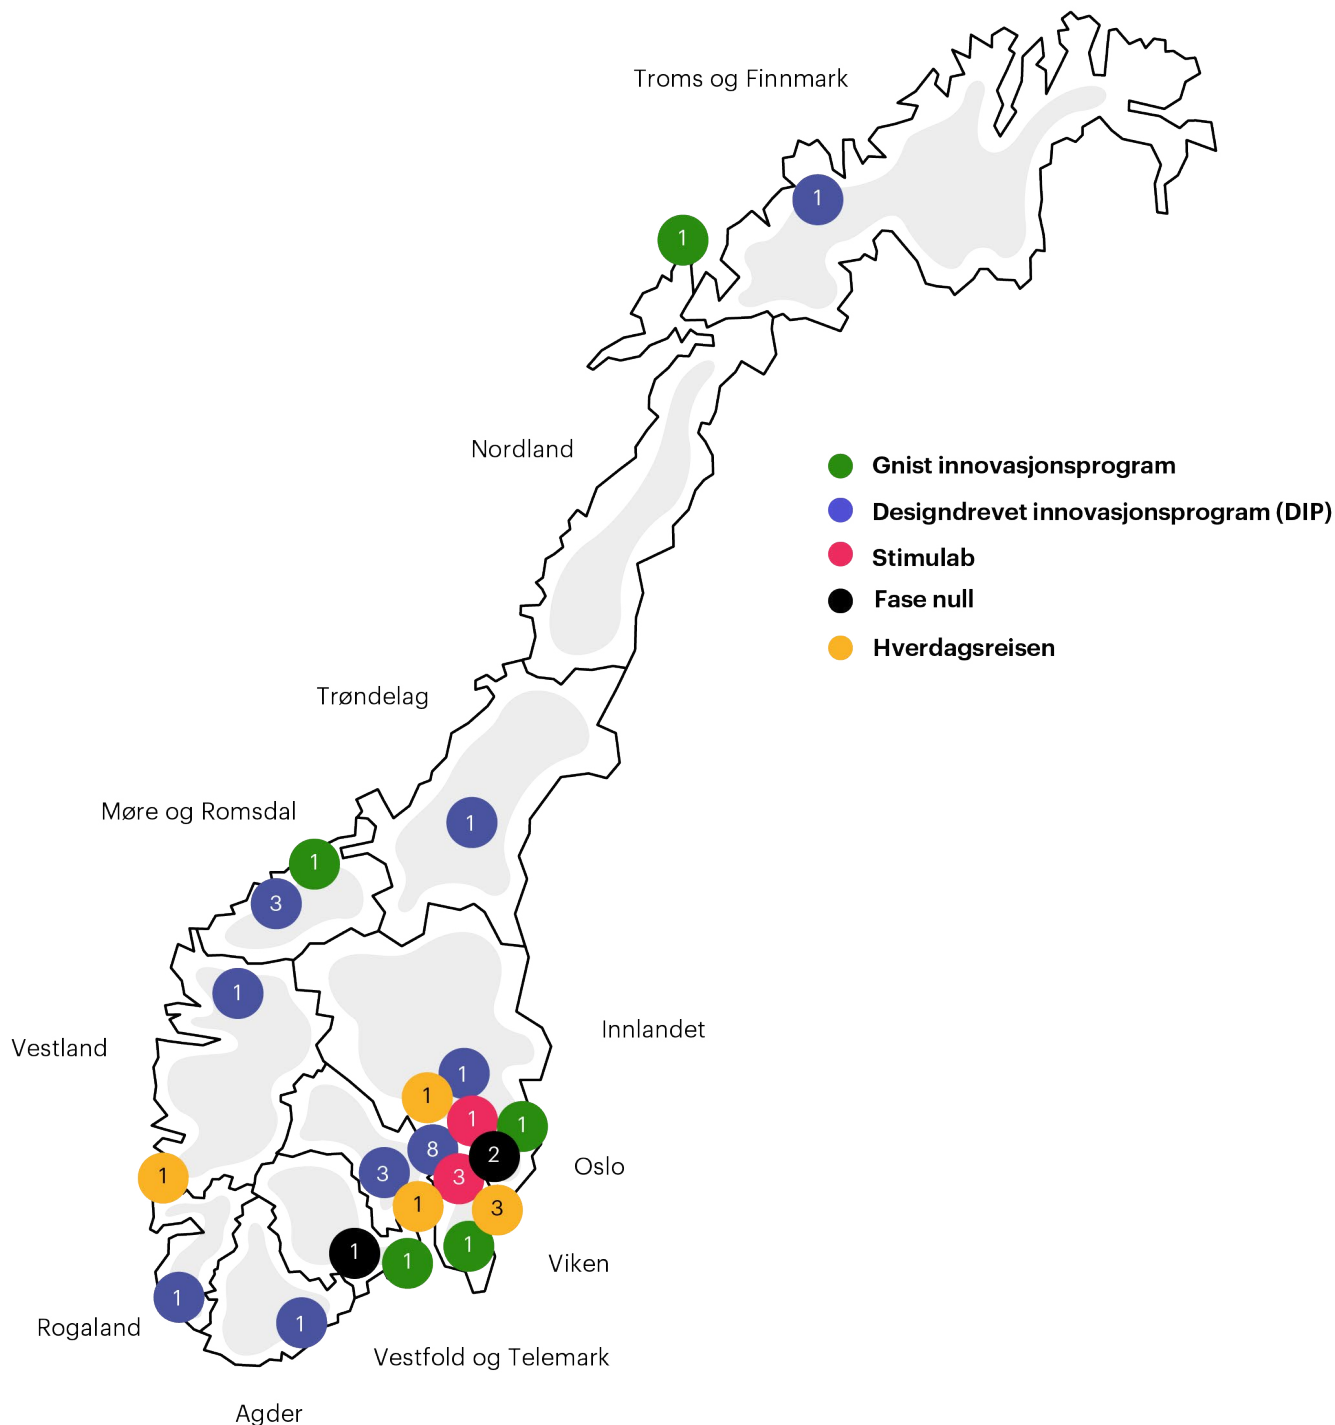 Troms og Finnmark
1
1
Nordland
Gnist innovasjonsprogram
Designdrevet innovasjonsprogram (DIP)
Stimulab
Fase null
Hverdagsreisen
Trøndelag
1
Møre og Romsdal
1
3
1
Vestland
Innlandet
1
1
1
1
8
2
Oslo
3
3
1
1
3
1
1
1
Viken
1
1
Rogaland
1
Vestfold og Telemark
Agder